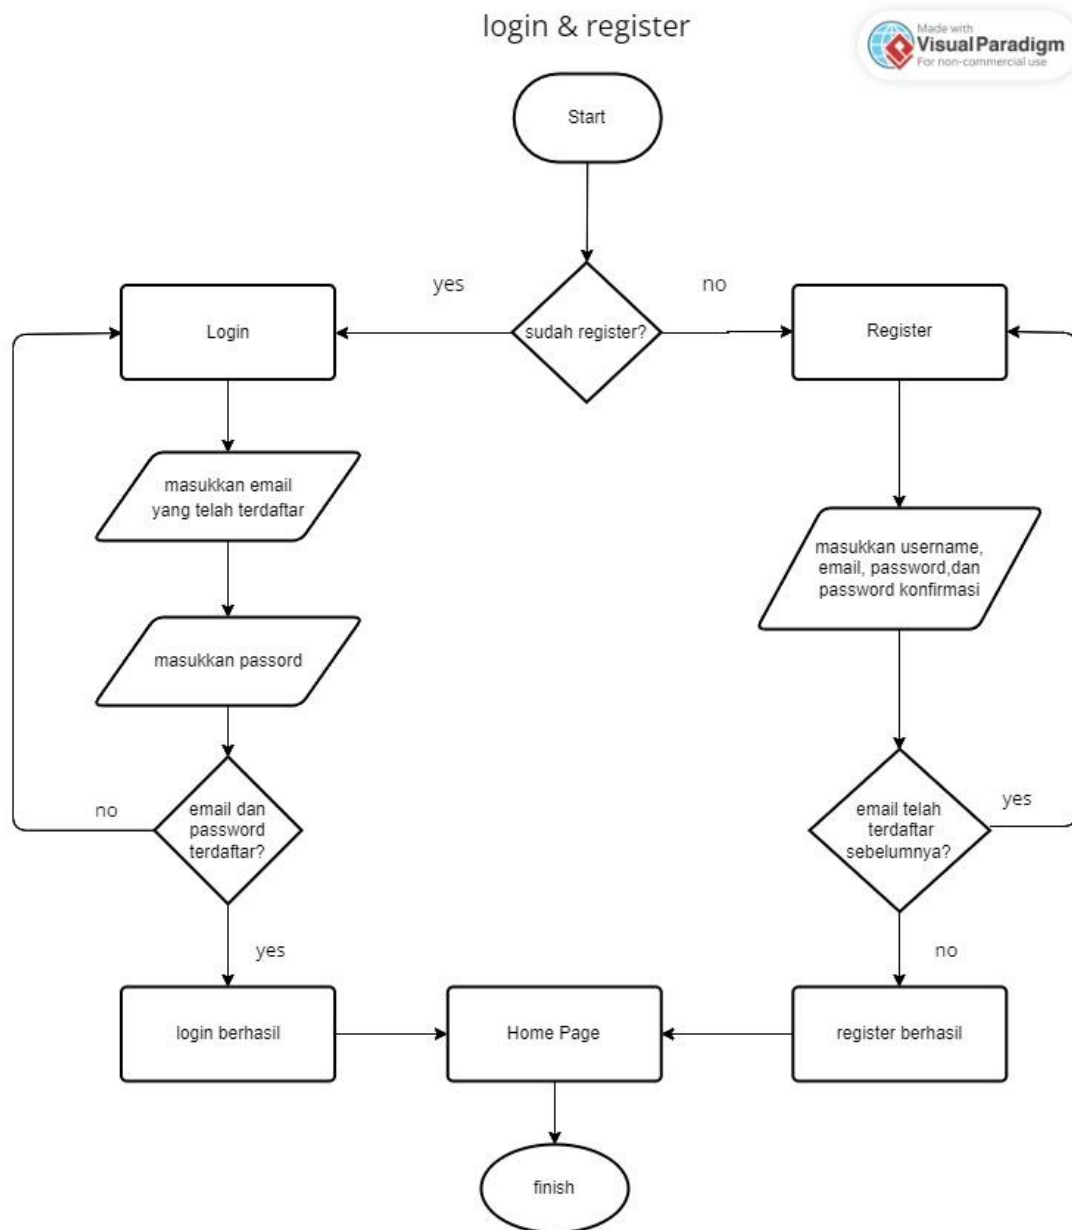 login & register
Made with
Visual Paradigm
For non-commercial use
Start
yes
no
Login
sudah register?
Register
masukkan email
yang telah terdaftar
masukkan username,
email, password,dan
password konfirmasi
masukkan passord
no
email dan
password
terdaftar?
email telah
terdaftar
sebelumnya?
yes
yes
no
login berhasil
Home Page
register berhasil
finish